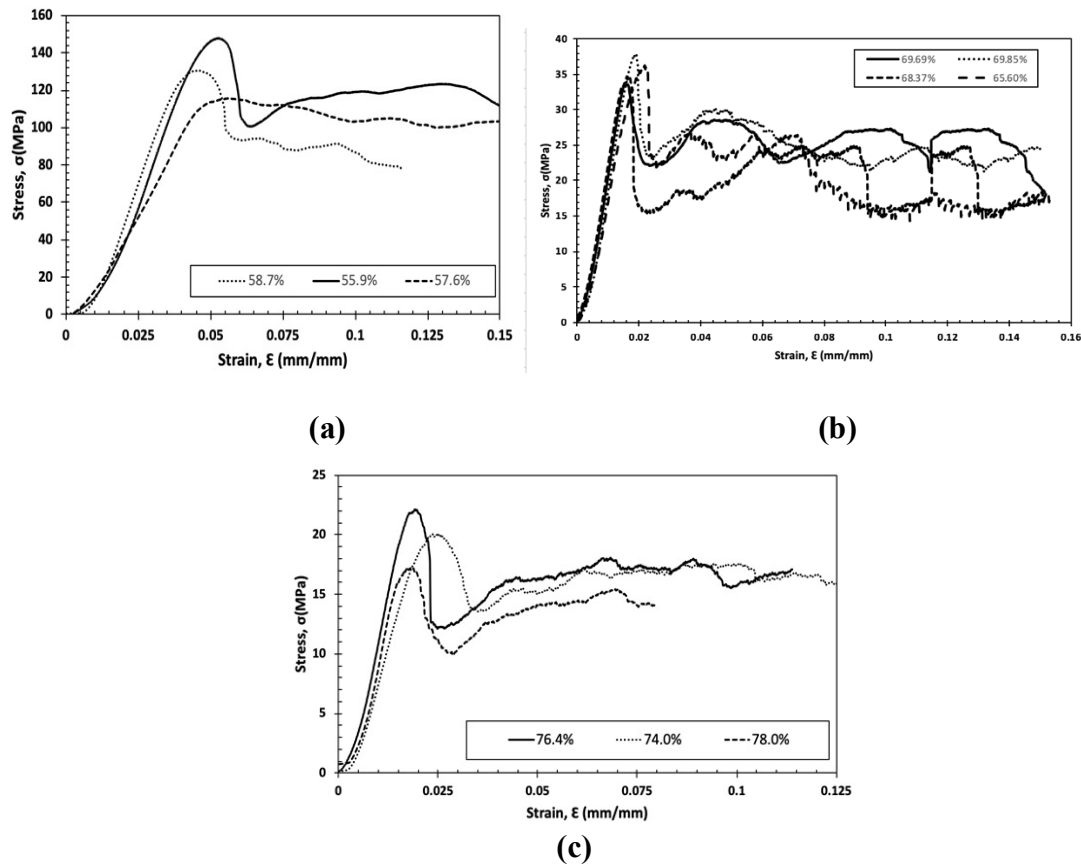 160
140
120
100
80
60
40
20
0
Stress, σ(MPa)
58.7% 55.9% 57.6%
0 0.025 0.05 0.075 0.1 0.125 0.15
Strain, Ɛ (mm/mm)
(a)
40
35
30
25
20
15
10
5
0
Stress, σ(MPa)
69.69% 69.85%
68.37% 65.60%
0 0.02 0.04 0.06 0.08 0.1 0.12 0.14 0.16
Strain, Ɛ (mm/mm)
(b)
25
20
15
10
5
0
Stress, σ(MPa)
76.4% 74.0% 78.0%
0 0.025 0.05 0.075 0.1 0.125
Strain, Ɛ (mm/mm)
(c)